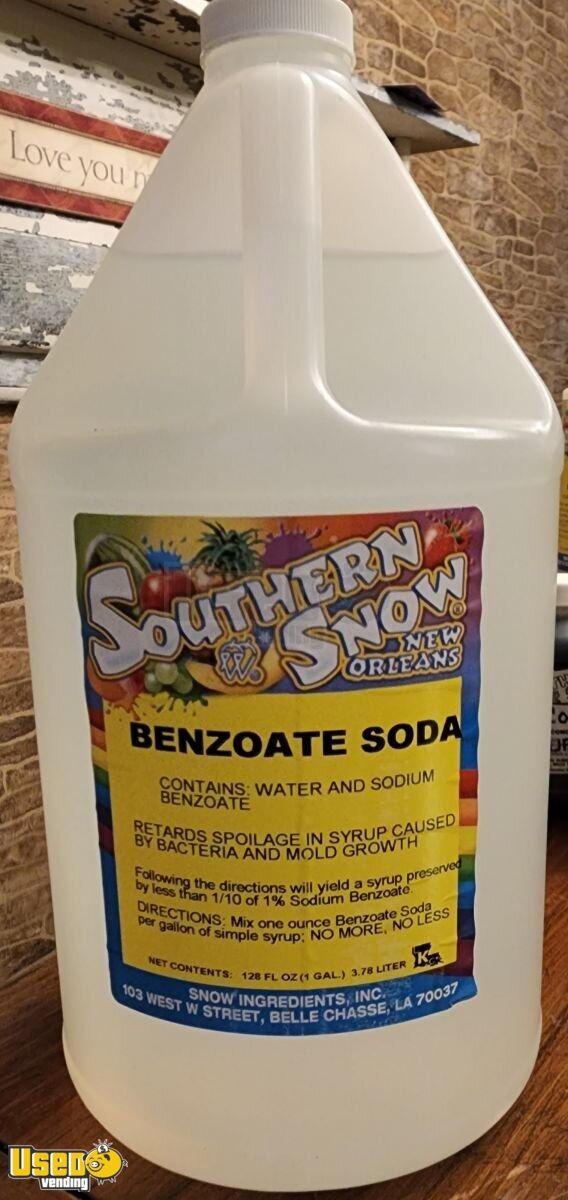 Love you
SOUTHERN
SNOW®
NEW
ORLEANS
BENZOATE SODA
CONTAINS: WATER AND SODIUM
BENZOATE
RETARDS SPOILAGE IN SYRUP CAUSED
BY BACTERIA AND MOLD GROWTH
Following the directions will yield a syrup preserved
by less than 1/10 of 1% Sodium Benzoate.
DIRECTIONS: Mix one ounce Benzoate Soda
per gallon of simple syrup; NO MORE, NO LESS
NET CONTENTS: 128 FL OZ (1 GAL.) 3.78 LITER K
SNOW INGREDIENTS, INC.
103 WEST W STREET, BELLE CHASSE, LA 70037
Used
vending